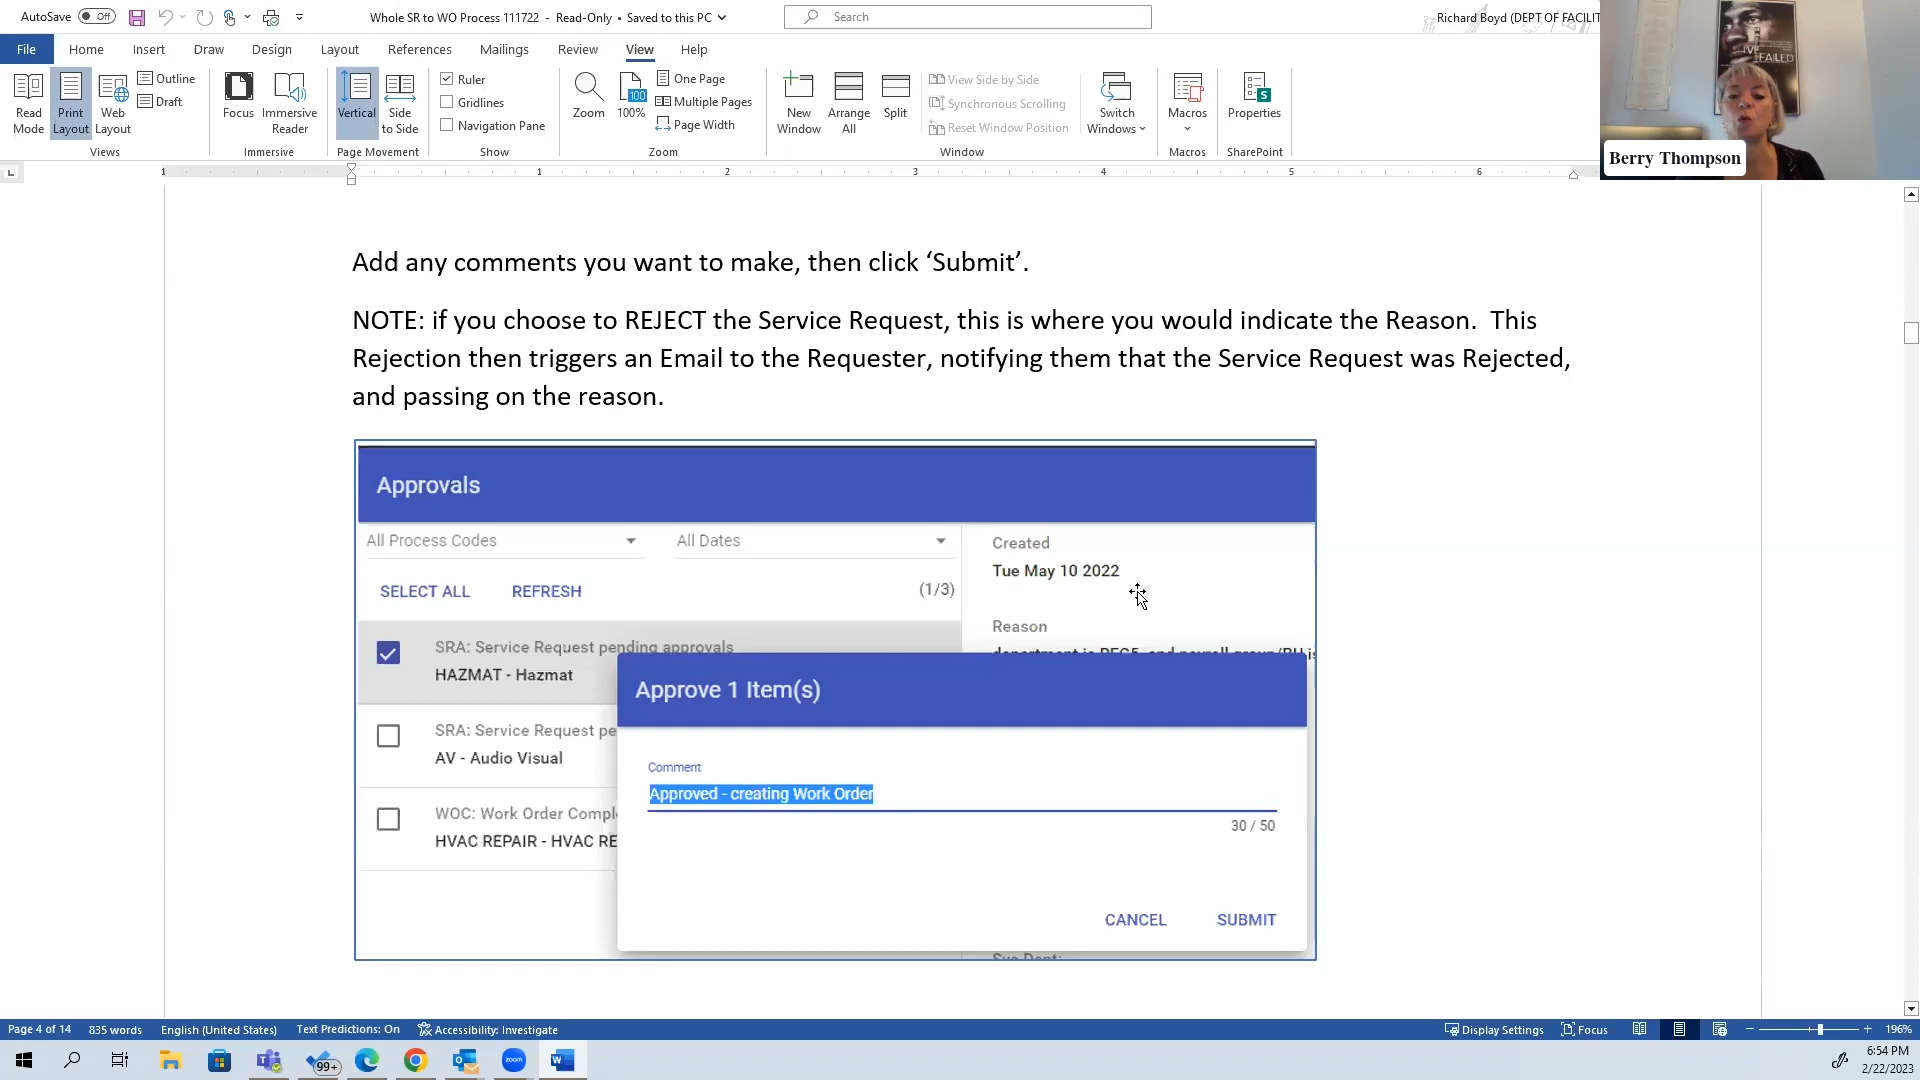 AutoSave Off Whole SR to WO Process 111722 - Read-Only • Saved to this PC Search Richard Boyd (DEPT OF FACILIT
File Home Insert Draw Design Layout References Mailings Review View Help
Read Mode
Print Layout
Web Layout
Outline
Draft
Views
Focus
Immersive Reader
Immersive
Vertical
Side to Side
Page Movement
Ruler
Gridlines
Navigation Pane
Show
Zoom
100
100%
One Page
Multiple Pages
Page Width
Zoom
New Window
Arrange All
Split
View Side by Side
Synchronous Scrolling
Reset Window Position
Window
Switch Windows
Macros
Macros
Properties
SharePoint
FAILED
Berry Thompson
1 1 2 3 4 5 6
Add any comments you want to make, then click ‘Submit’.
NOTE: if you choose to REJECT the Service Request, this is where you would indicate the Reason. This
Rejection then triggers an Email to the Requester, notifying them that the Service Request was Rejected,
and passing on the reason.
Approvals
All Process Codes All Dates
SELECT ALL REFRESH (1/3)
Created
Tue May 10 2022
Reason
SRA: Service Request pending approvals
HAZMAT - Hazmat
SRA: Service Request pe
AV - Audio Visual
WOC: Work Order Compl
HVAC REPAIR - HVAC RE
Approve 1 Item(s)
Comment
Approved - creating Work Order
30 / 50
CANCEL SUBMIT
Page 4 of 14 835 words English (United States) Text Predictions: On Accessibility: Investigate Display Settings Focus 196%
99+ zoom
6:54 PM
2/22/2023